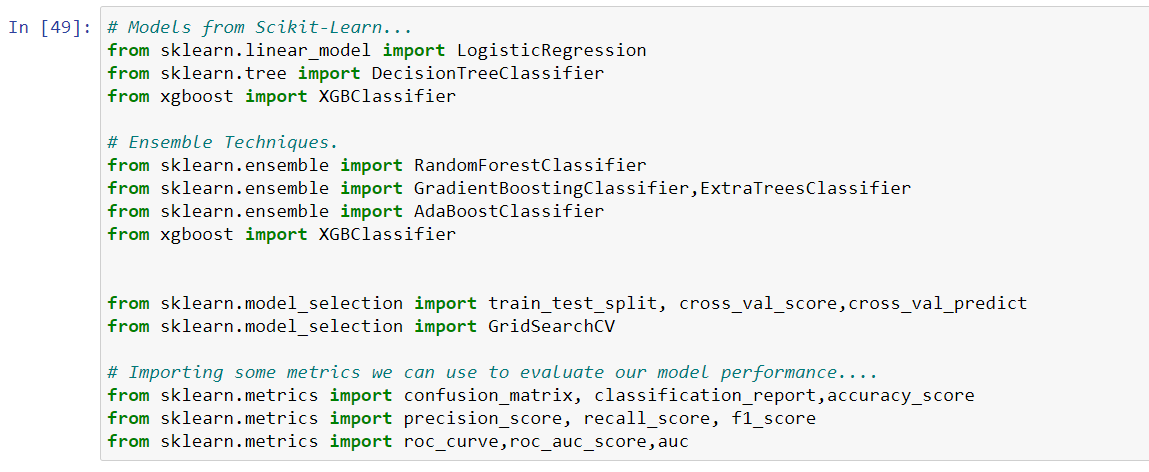 In [49]: # Models from Scikit-Learn...
from sklearn.linear_model import LogisticRegression
from sklearn.tree import DecisionTreeClassifier
from xgboost import XGBClassifier
# Ensemble Techniques.
from sklearn.ensemble import RandomForestClassifier
from sklearn.ensemble import GradientBoostingClassifier,ExtraTreesClassifier
from sklearn.ensemble import AdaBoostClassifier
from xgboost import XGBClassifier
from sklearn.model_selection import train_test_split, cross_val_score,cross_val_predict
from sklearn.model_selection import GridSearchCV
# Importing some metrics we can use to evaluate our model performance....
from sklearn.metrics import confusion_matrix, classification_report,accuracy_score
from sklearn.metrics import precision_score, recall_score, f1_score
from sklearn.metrics import roc_curve,roc_auc_score,auc